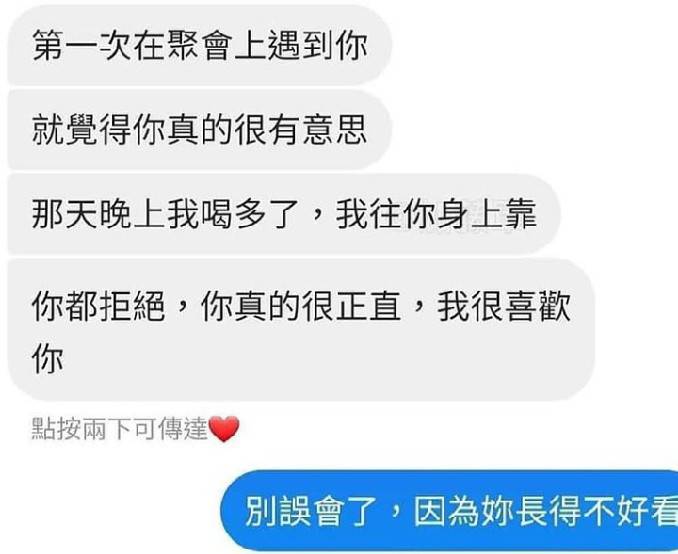 第一次在聚會上遇到你
就覺得你真的很有意思
那天晚上我喝多了，我往你身上靠
你都拒絕，你真的很正直，我很喜歡
你
點按兩下可傳達❤️
別誤會了，因為妳長得不好看